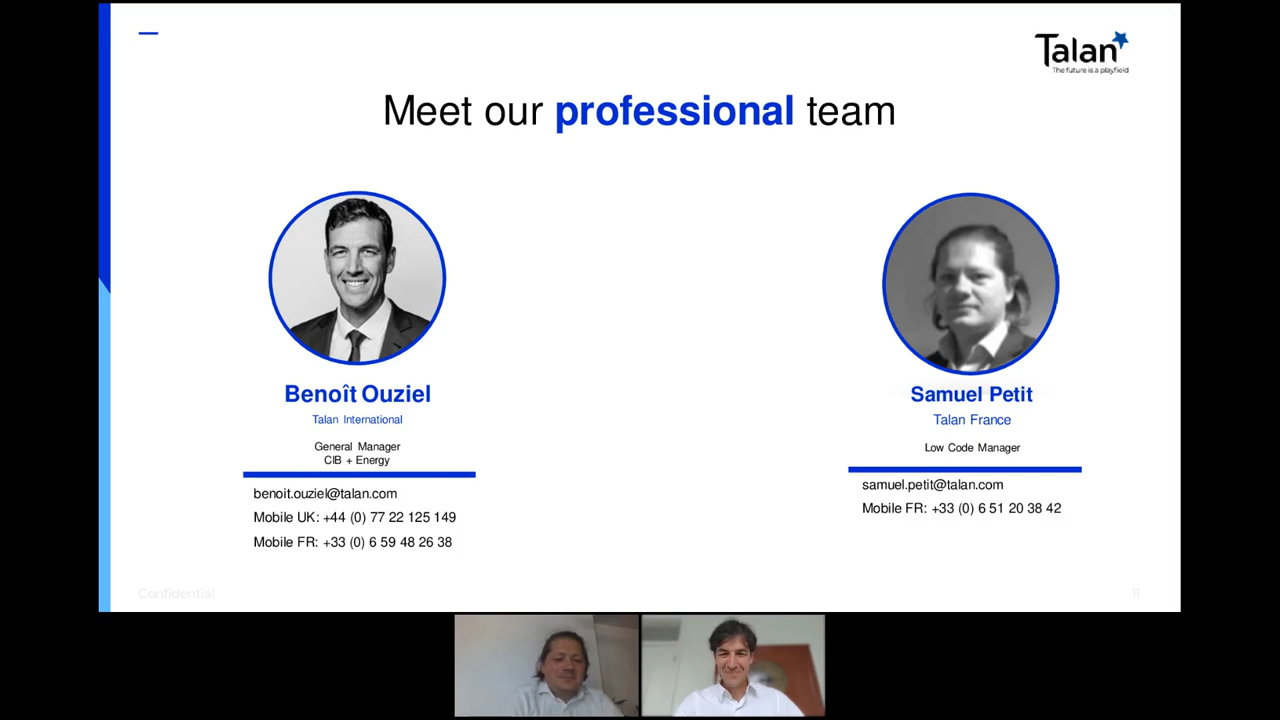 Talan
The future is a playfield
Meet our professional team
Benoît Ouziel
Talan International
General Manager
CIB + Energy
benoit.ouziel@talan.com
Mobile UK: +44 (0) 77 22 125 149
Mobile FR: +33 (0) 6 59 48 26 38
Samuel Petit
Talan France
Low Code Manager
samuel.petit@talan.com
Mobile FR: +33 (0) 6 51 20 38 42
Confidential
11